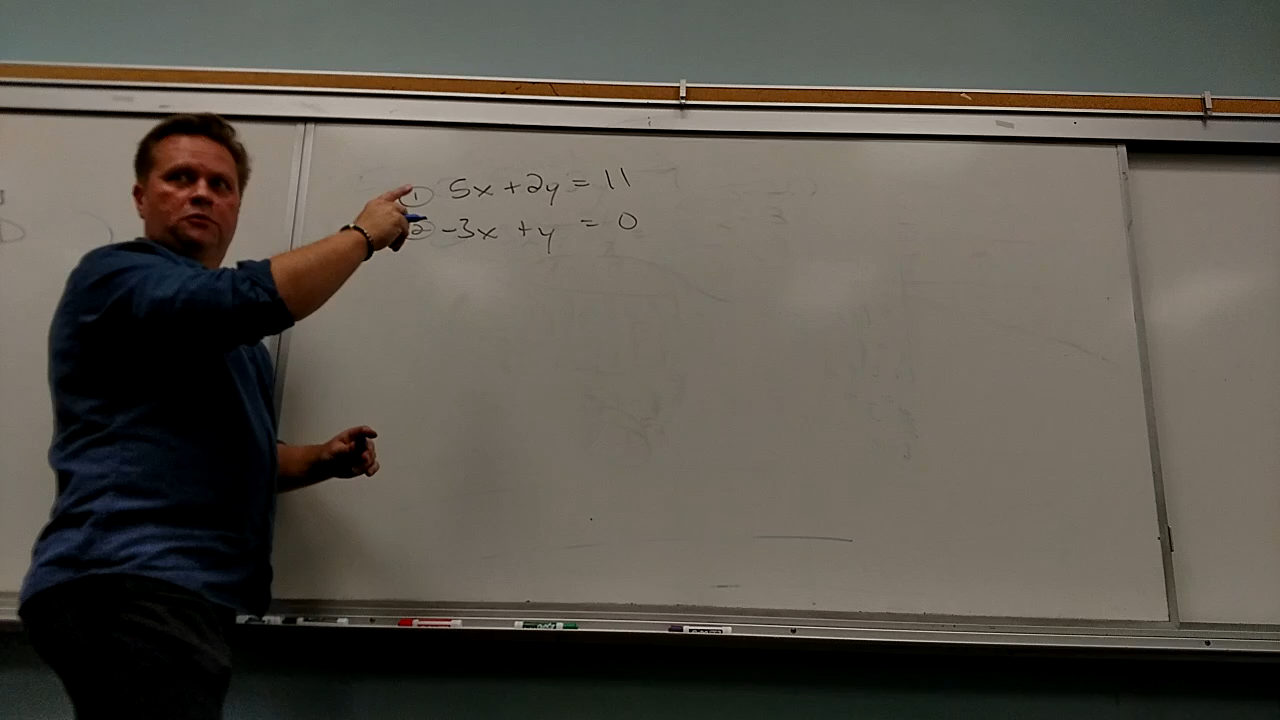 ① 5x+2y = 11
② -3x +y = 0